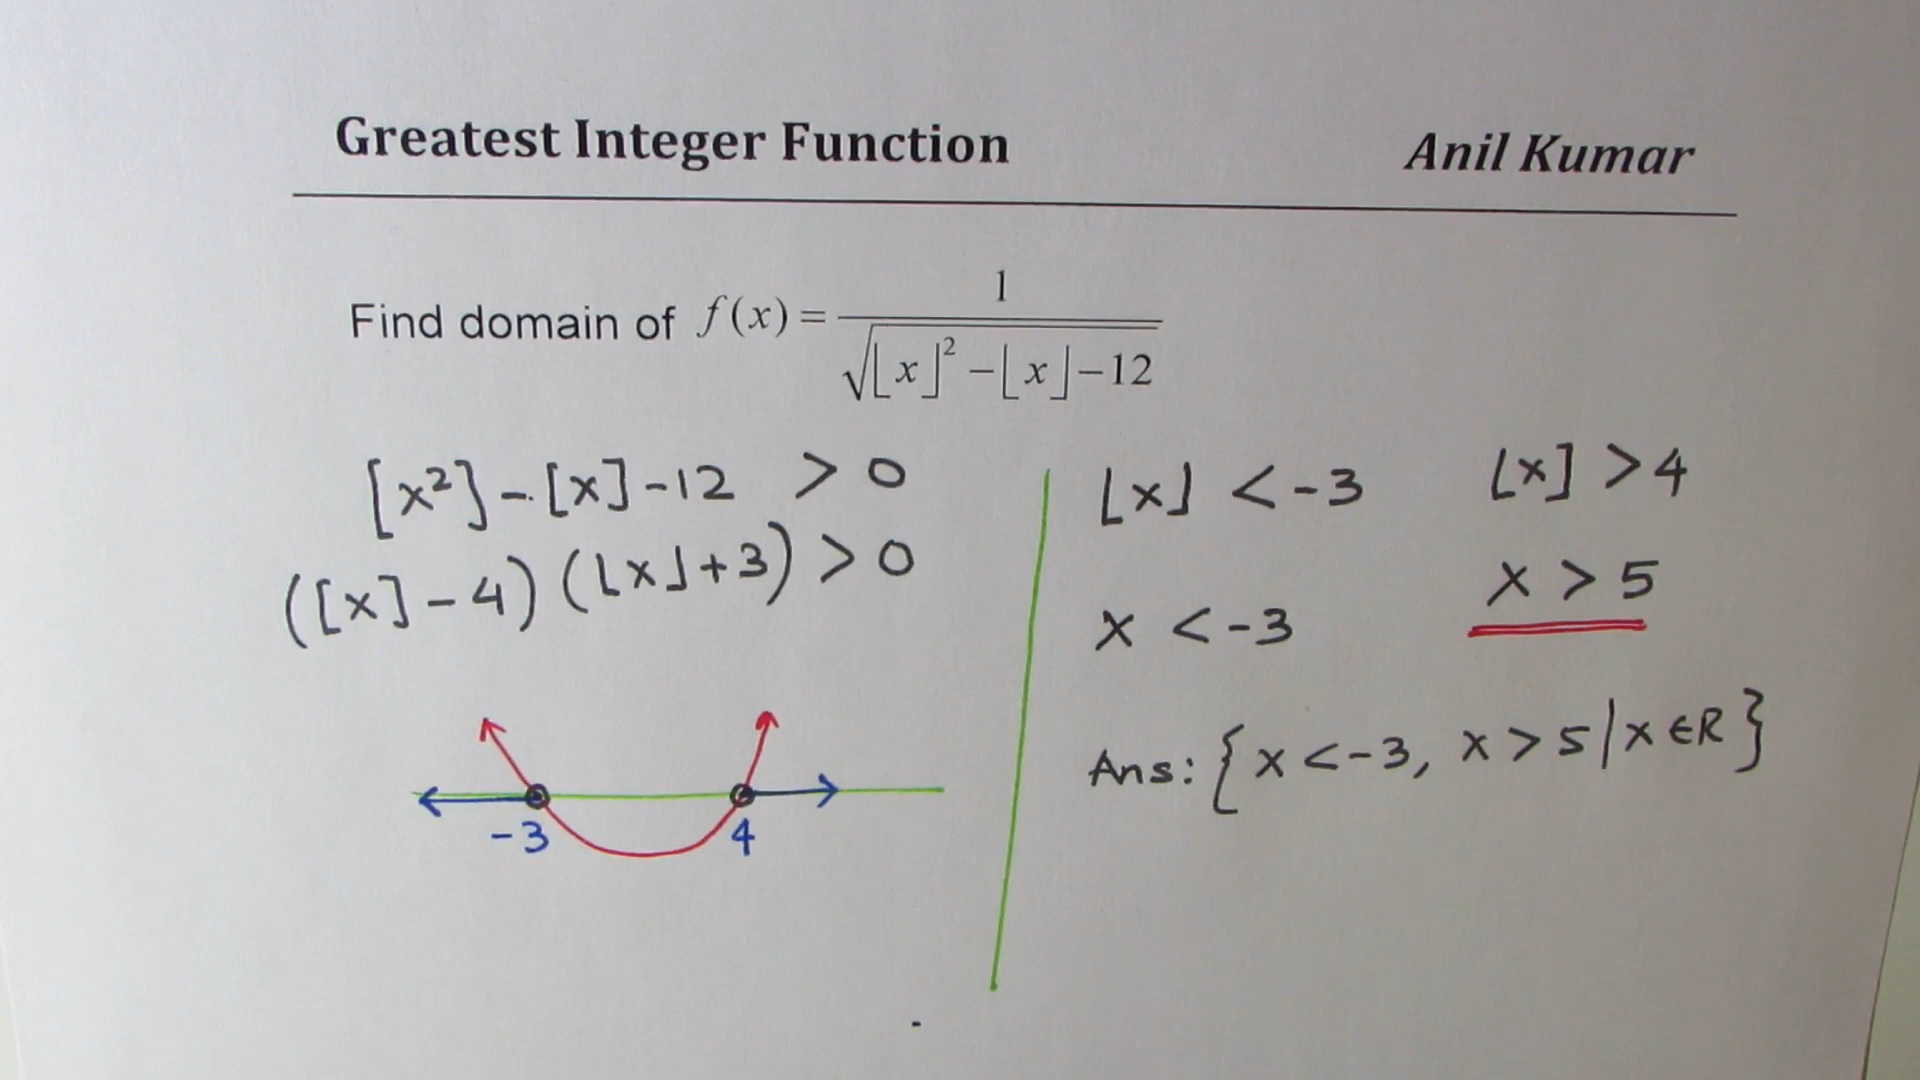 Greatest Integer Function Anil Kumar
Find domain of f(x) = 1/√(⌊x⌋² − ⌊x⌋ − 12)
[x²] - [x] - 12 > 0
([x] - 4) (⌊x⌋ + 3) > 0
-3 4
⌊x⌋ < -3 ⌊x] > 4
x < -3 x > 5
Ans: {x < -3, x > 5 | x ∈ R}